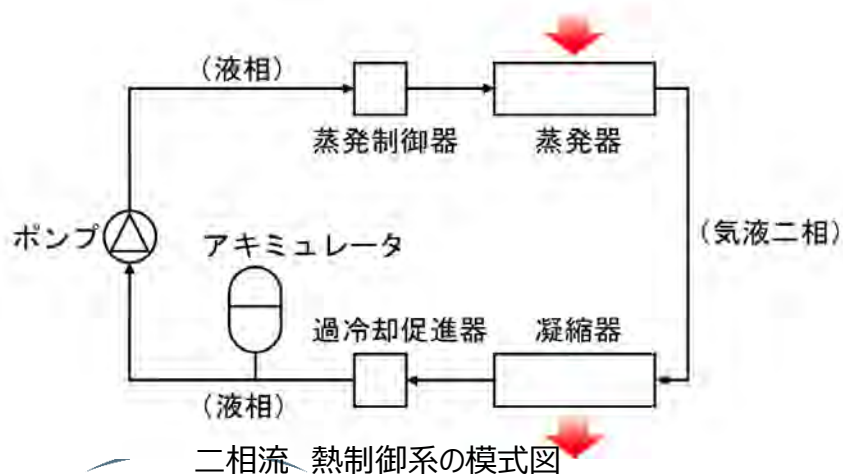 （液相）
蒸発制御器
蒸発器
ポンプ
アキミュレータ
（気液二相）
過冷却促進器
凝縮器
（液相）
二相流 熱制御系の模式図